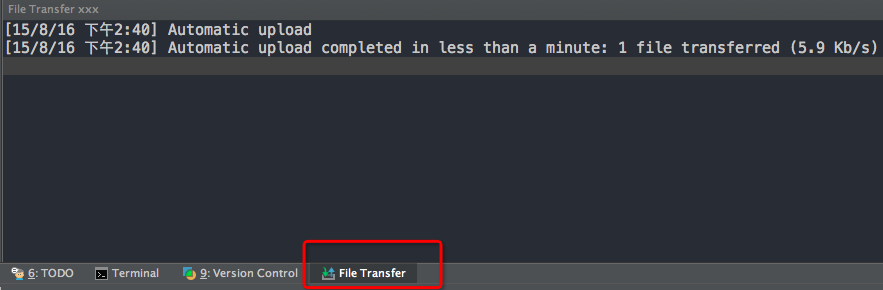 File Transfer xxx
[15/8/16 下午2:40] Automatic upload
[15/8/16 下午2:40] Automatic upload completed in less than a minute: 1 file transferred (5.9 Kb/s)
6: TODO Terminal 9: Version Control File Transfer